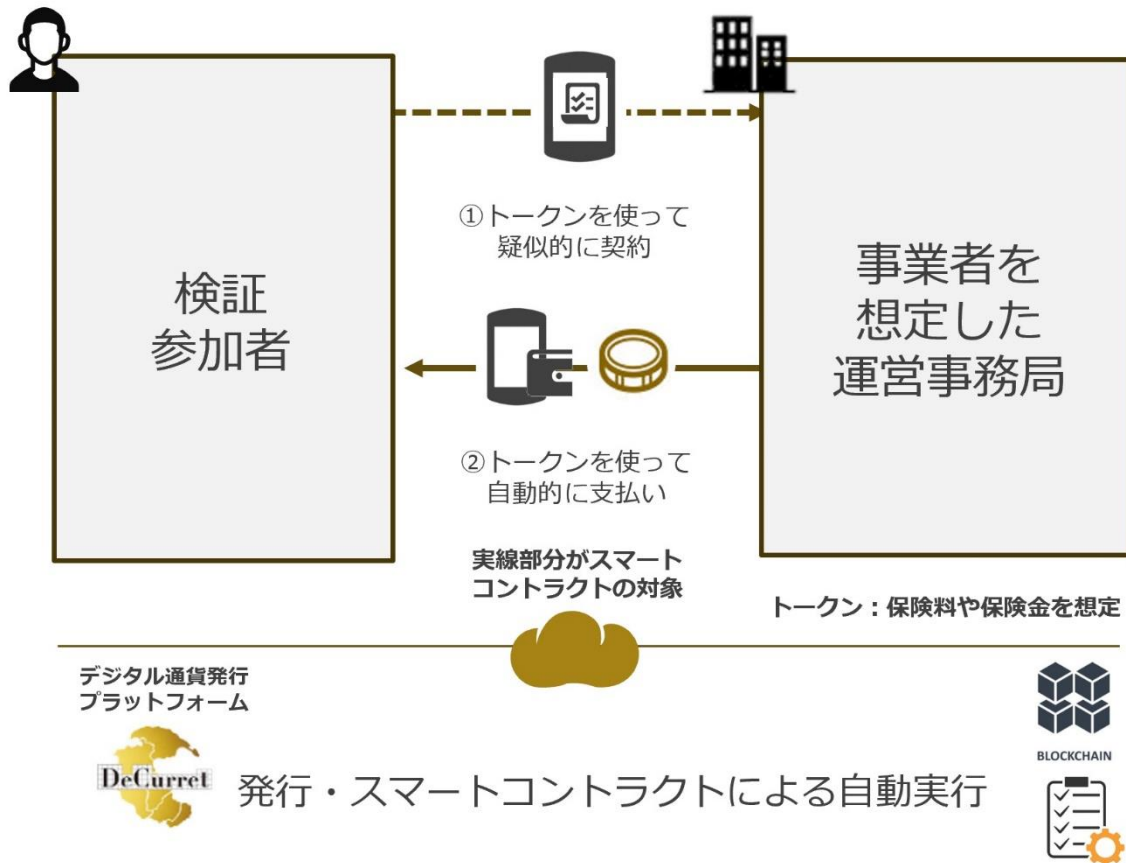 ①トークンを使って
疑似的に契約
検証
参加者
事業者を
想定した
運営事務局
②トークンを使って
自動的に支払い
実線部分がスマート
コントラクトの対象
トークン：保険料や保険金を想定
デジタル通貨発行
プラットフォーム
BLOCKCHAIN
DeCurret
発行・スマートコントラクトによる自動実行